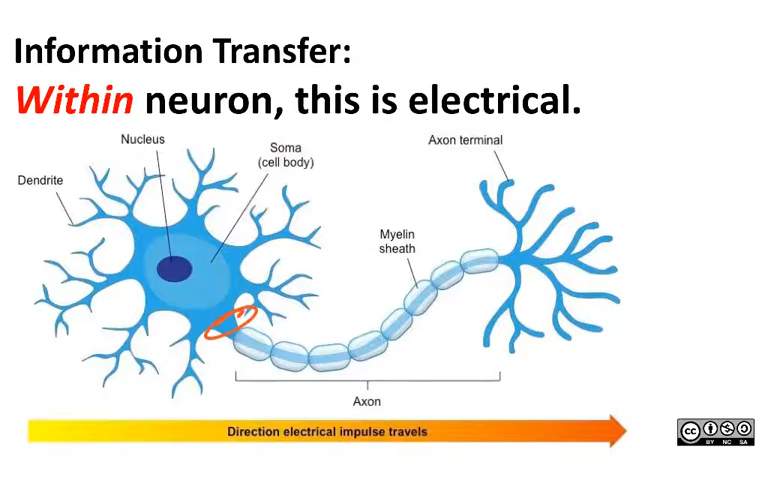 Information Transfer:
Within neuron, this is electrical.
Nucleus
Axon terminal
Soma
(cell body)
Dendrite
Myelin
sheath
Axon
Direction electrical impulse travels
cc
BY NC SA